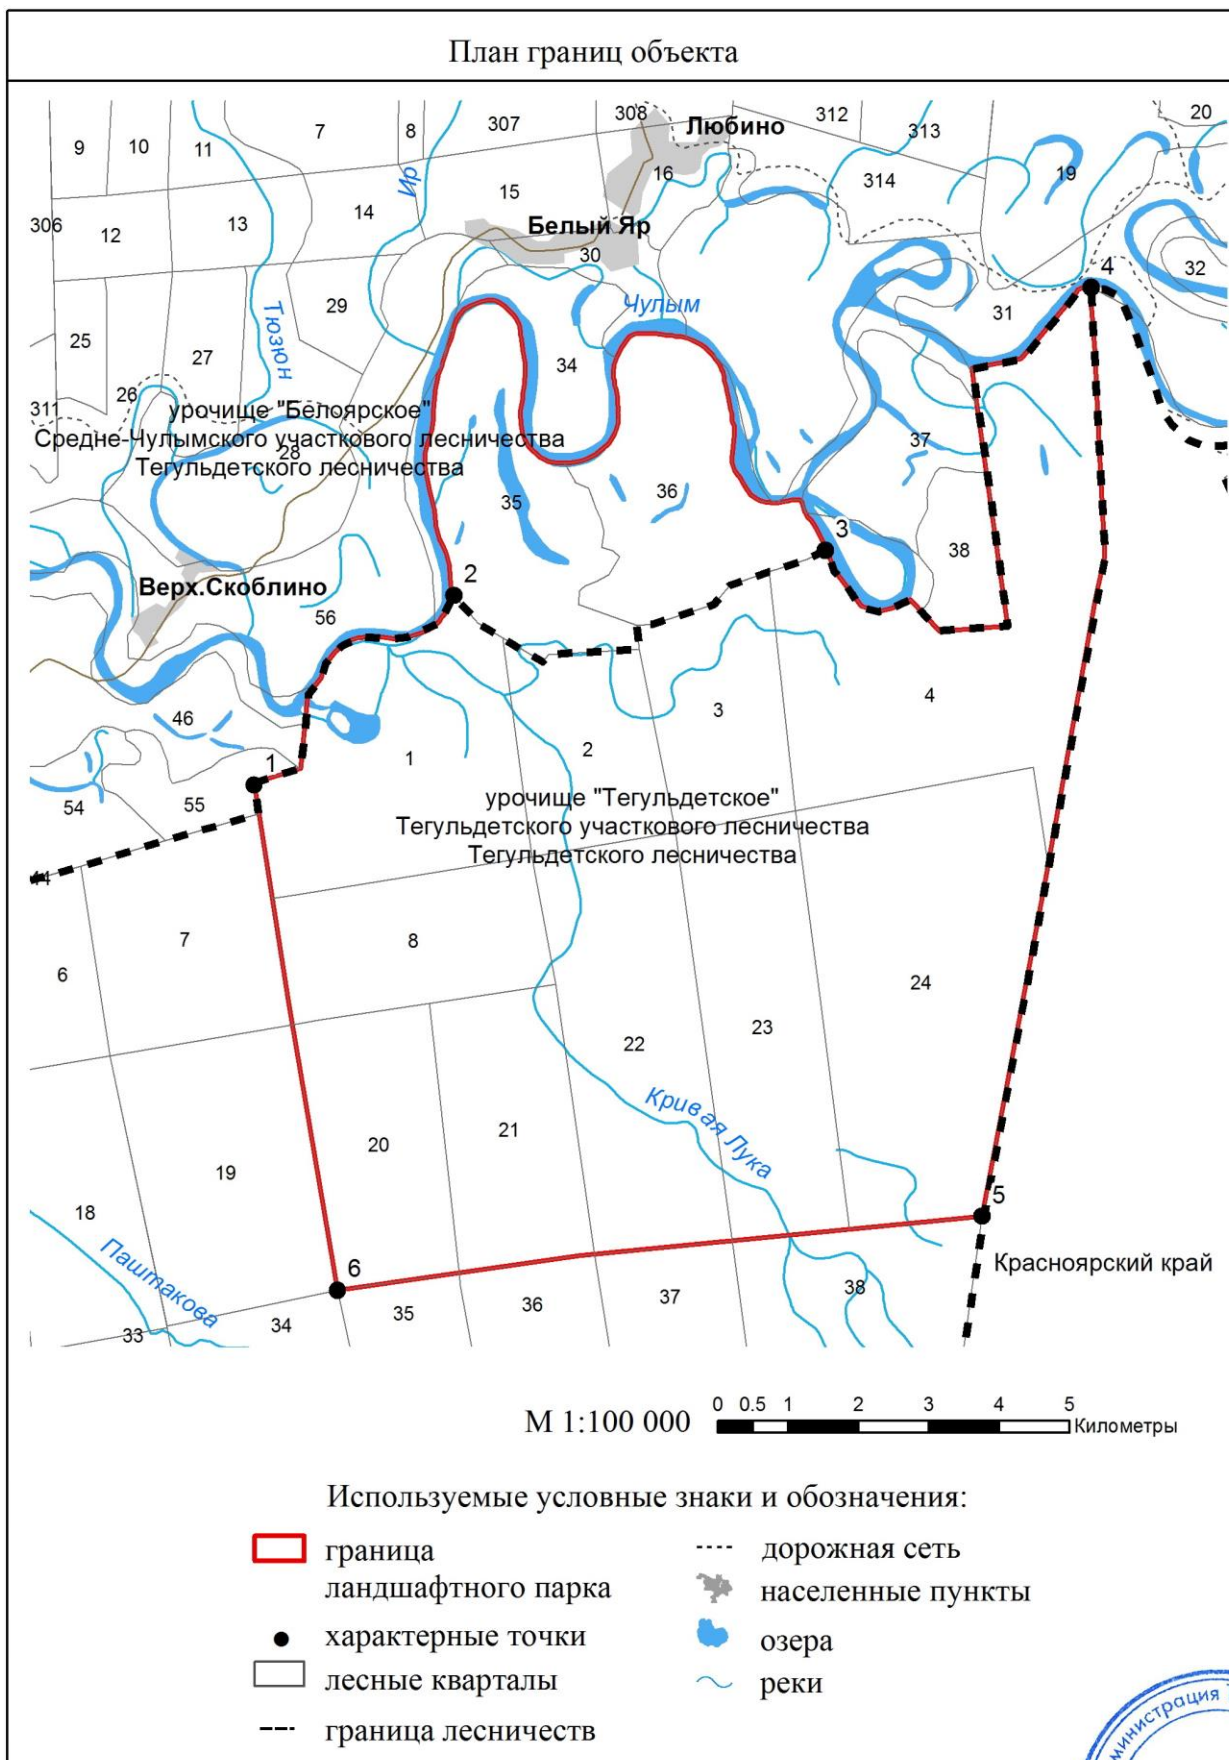 План границ объекта
9
10
11
7
8
307
308
Любино
312
313
20
306
12
13
14
Ир
15
16
314
19
Белый Яр
30
32
25
27
Тюзюн
29
Чулым
31
4
34
311
26
урочище "Белоярское"
Средне-Чулымского участкового лесничества
Тегульдетского лесничества
28
35
36
37
38
3
2
Верх.Скоблино
56
46
1
1
2
3
4
54
55
урочище "Тегульдетское"
Тегульдетского участкового лесничества
Тегульдетского лесничества
44
7
8
6
24
23
22
Кривая Лука
21
20
19
18
Паштакова
5
Красноярский край
6
33
34
35
36
37
38
М 1:100 000
0 0.5 1 2 3 4 5
Километры
Используемые условные знаки и обозначения:
граница
ландшафтного парка
характерные точки
лесные кварталы
граница лесничеств
дорожная сеть
населенные пункты
озера
реки
министрация